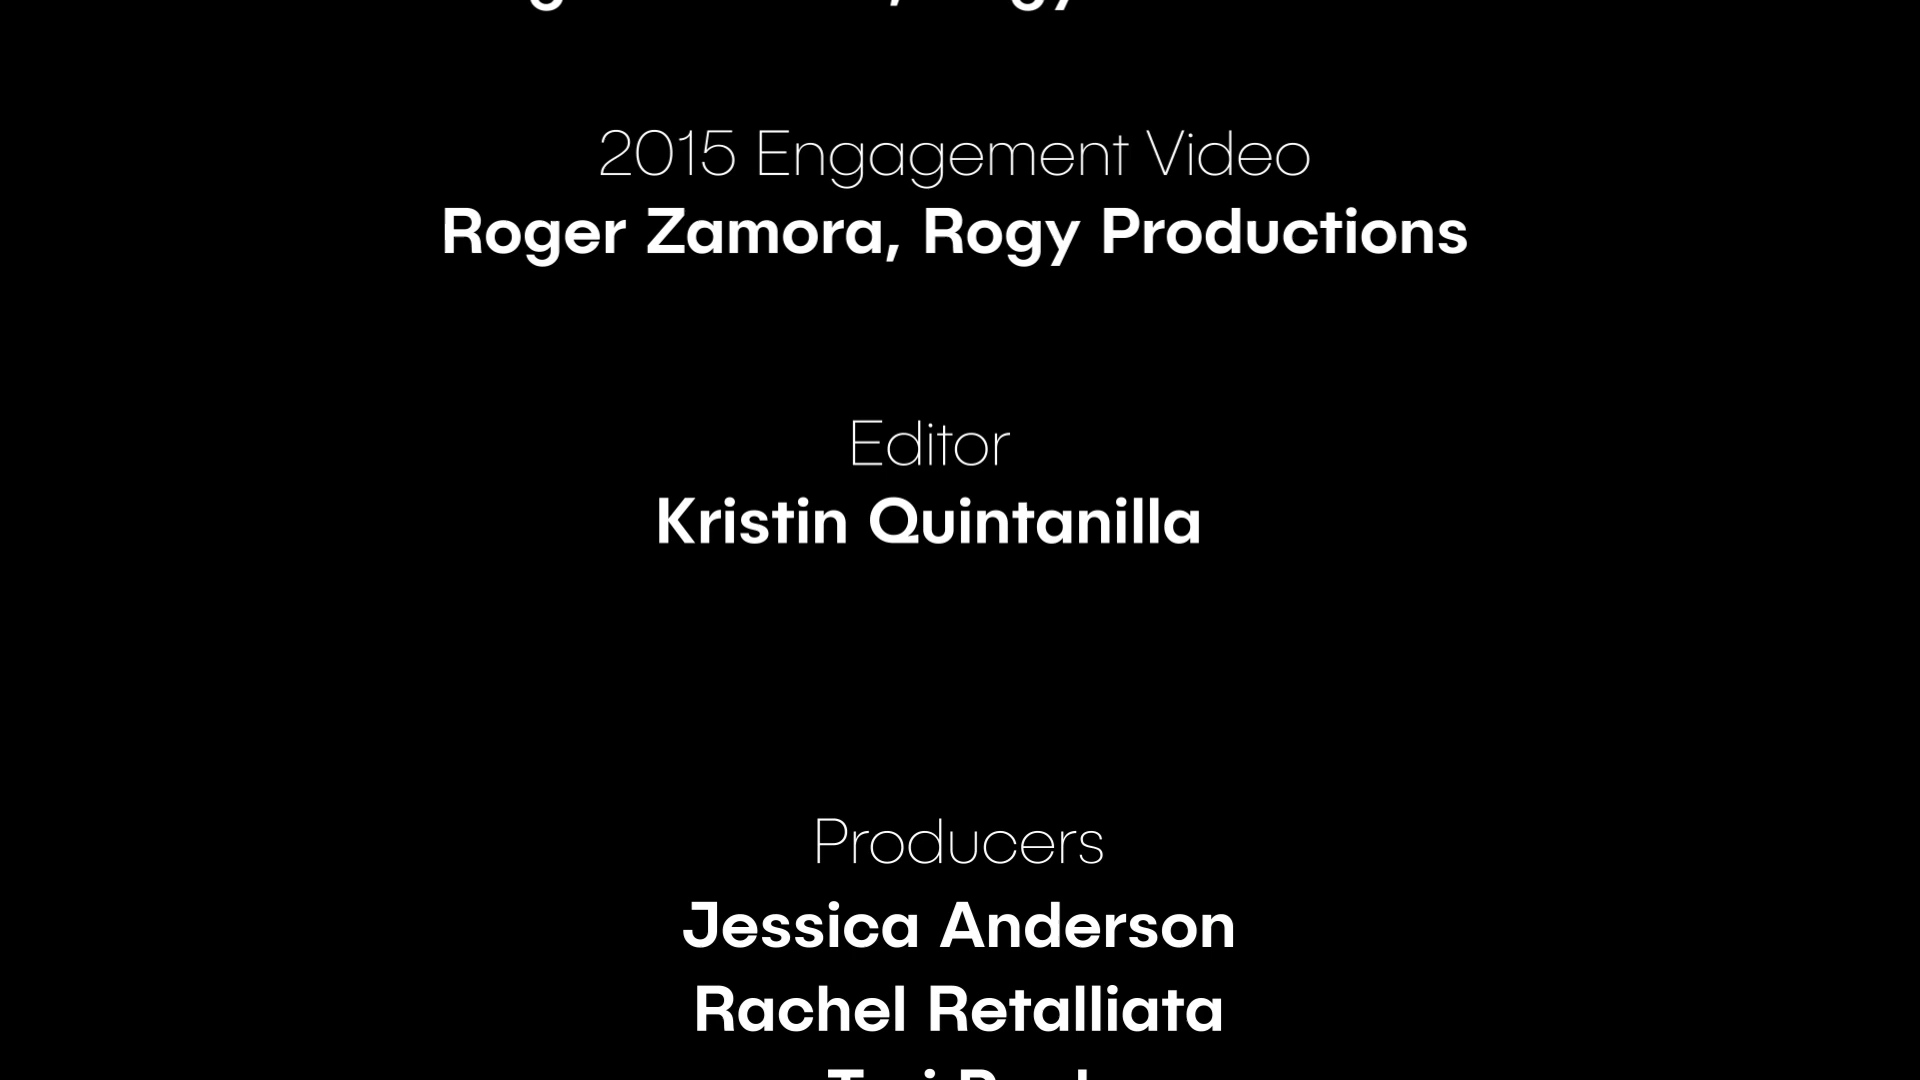 2015 Engagement Video
Roger Zamora, Rogy Productions
Editor
Kristin Quintanilla
Producers
Jessica Anderson
Rachel Retalliata